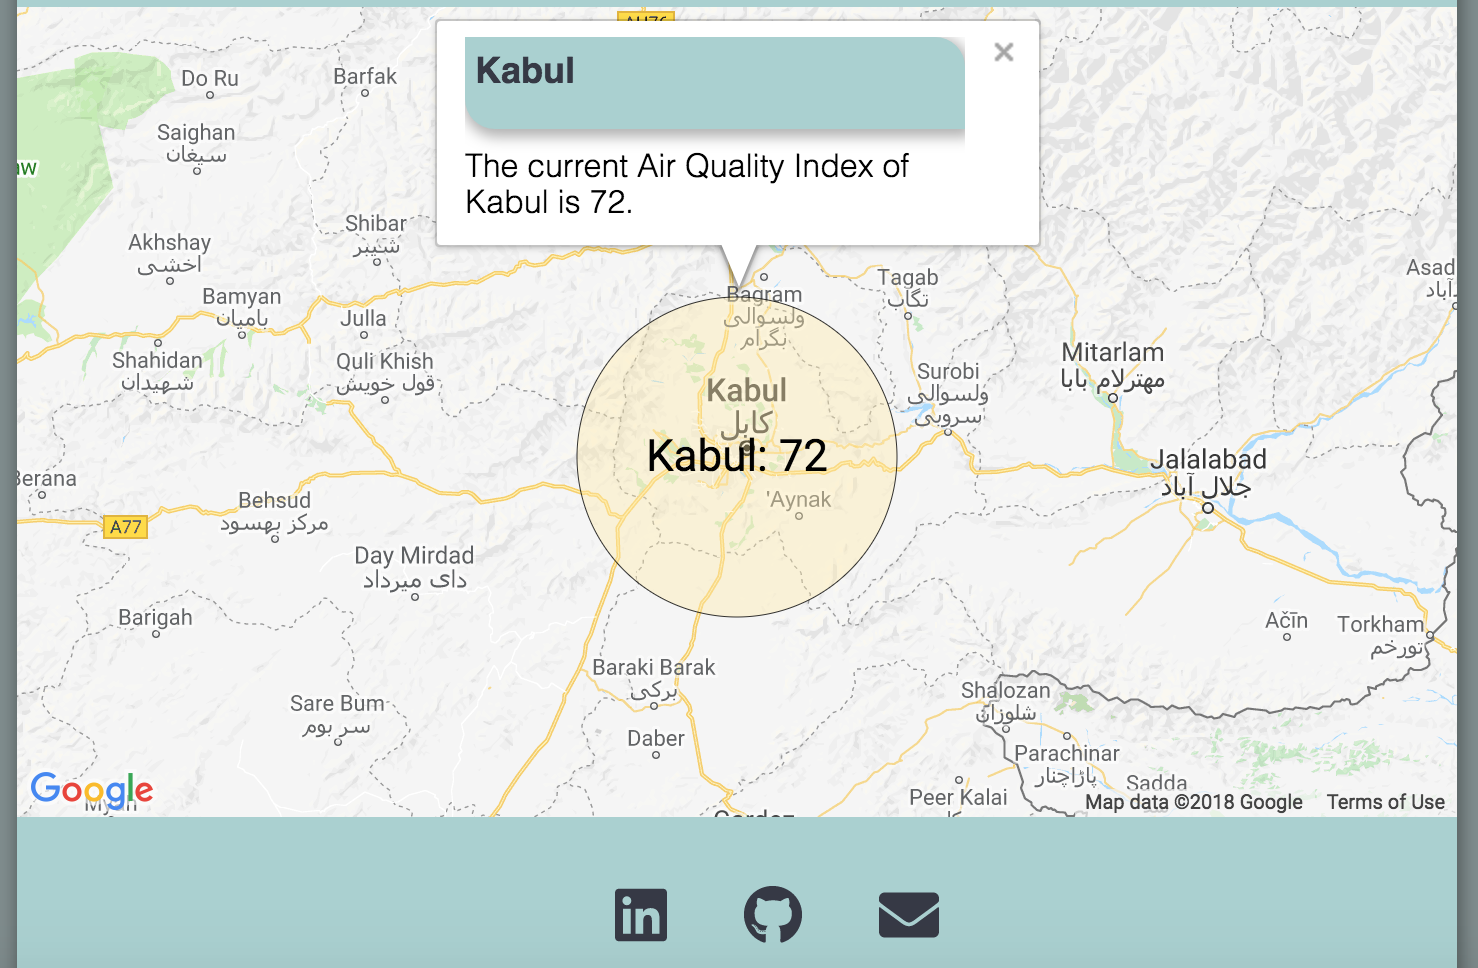 Kabul
The current Air Quality Index of
Kabul is 72.
Do Ru
Barfak
Saighan
سیغان
Shibar
شیبر
Akhshay
اخشی
Bamyan
بامیان
Julla
Shahidan
شهیدان
Quli Khish
قول خویش
Bagram
ولسوالی
بگرام
Tagab
تگاب
Asad
Kabul
کابل
Kabul: 72
'Aynak
Surobi
ولسوالی
سروبی
Mitarlam
مهترلام بابا
Jalalabad
جلال آباد
Berana
Behsud
مرکز بهسود
A77
Day Mirdad
دای میرداد
Barigah
Ačīn
Torkham
تورخم
Baraki Barak
برکی
Sare Bum
سر بوم
Shalozan
شلوزان
Daber
Parachinar
پاڑاچنار
Sadda
Peer Kalai
Google
Map data ©2018 Google
Terms of Use
in